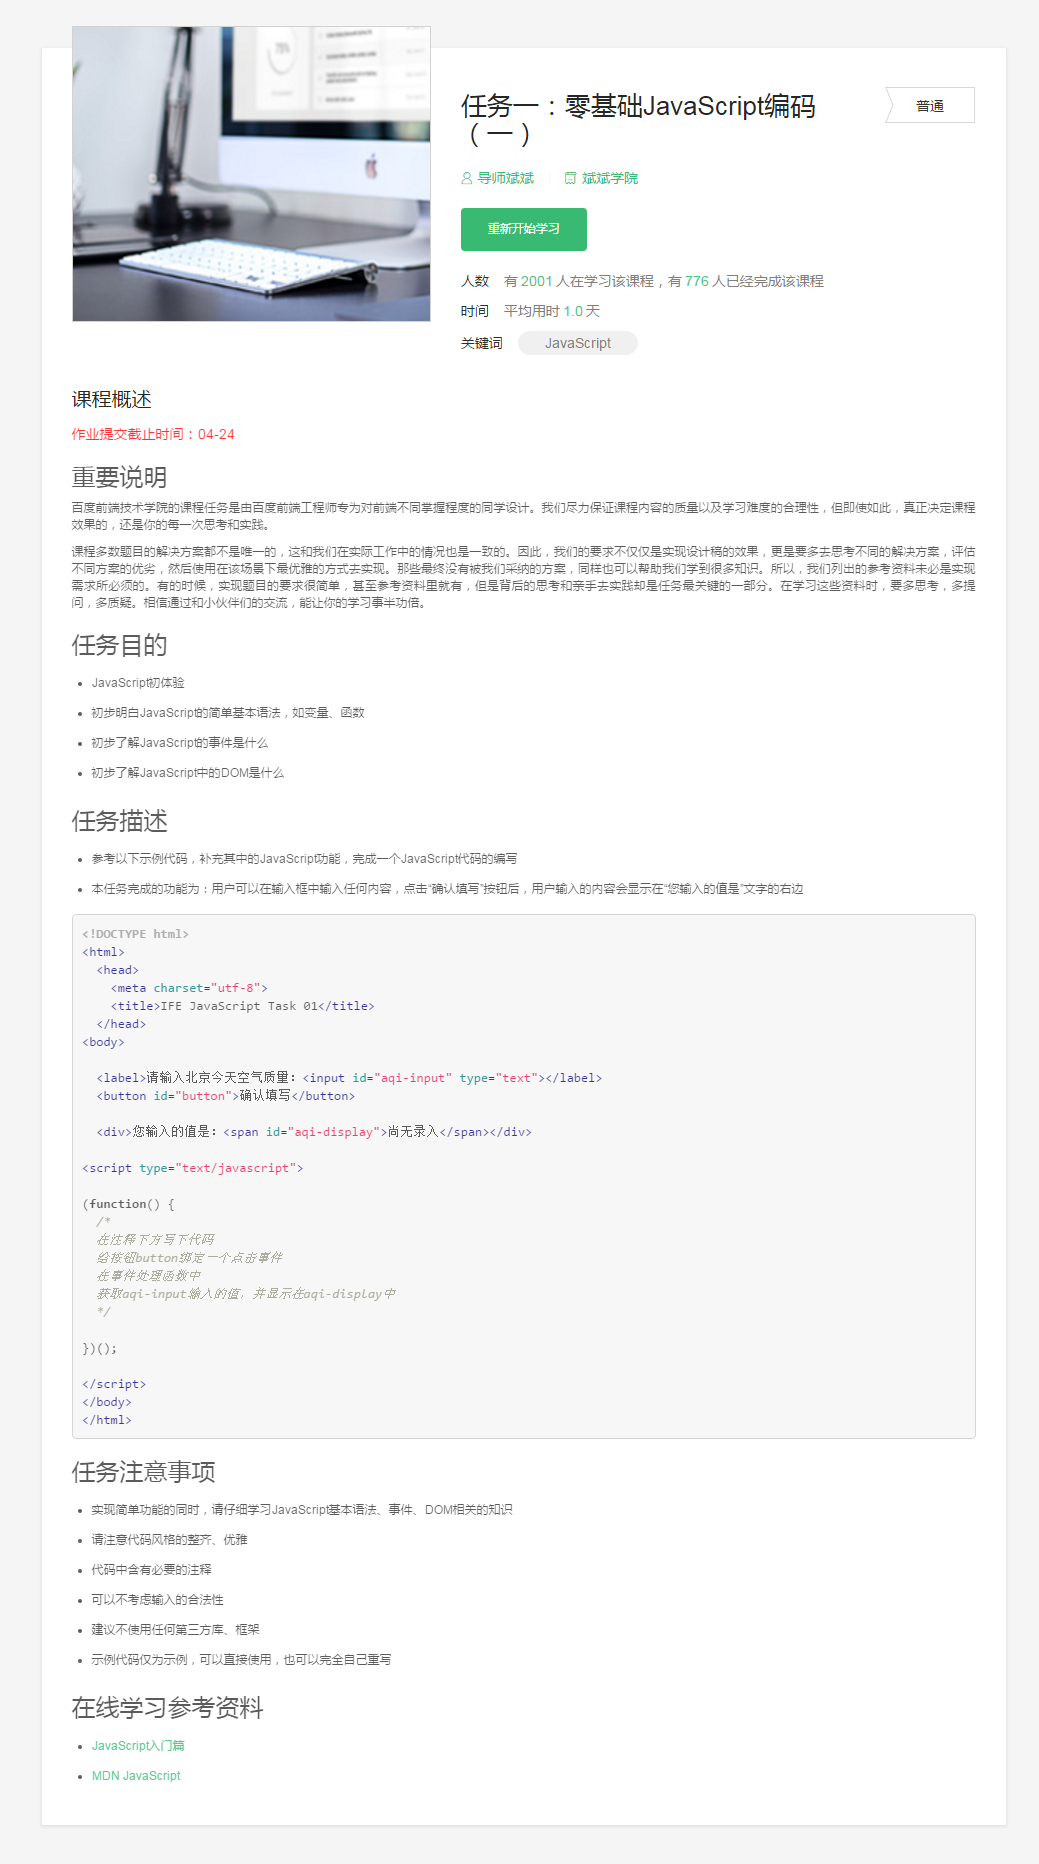 任务一：零基础JavaScript编码
（一）
普通
导师斌斌 斌斌学院
重新开始学习
人数 有 2001 人在学习该课程，有 776 人已经完成该课程
时间 平均用时 1.0 天
关键词 JavaScript
课程概述
作业提交截止时间：04-24
重要说明
百度前端技术学院的课程任务是由百度前端工程师专为对前端不同掌握程度的同学设计。我们尽力保证课程内容的质量以及学习难度的合理性，但即使如此，真正决定课程
效果的，还是你的每一次思考和实践。
课程多数题目的解决方案都不是唯一的，这和我们在实际工作中的情况也是一致的。因此，我们的要求不仅仅是实现设计稿的效果，更是要多去思考不同的解决方案，评估
不同方案的优劣，然后使用在该场景下最优雅的方式去实现。那些最终没有被我们采纳的方案，同样也可以帮助我们学到很多知识。所以，我们列出的参考资料未必是实现
需求所必须的。有的时候，实现题目的要求很简单，甚至参考资料里就有，但是背后的思考和亲手去实践却是任务最关键的一部分。在学习这些资料时，要多思考，多提
问，多质疑。相信通过和小伙伴们的交流，能让你的学习事半功倍。
任务目的
JavaScript初体验
初步明白JavaScript的简单基本语法，如变量、函数
初步了解JavaScript的事件是什么
初步了解JavaScript中的DOM是什么
任务描述
参考以下示例代码，补充其中的JavaScript功能，完成一个JavaScript代码的编写
本任务完成的功能为：用户可以在输入框中输入任何内容，点击“确认填写”按钮后，用户输入的内容会显示在“您输入的值是”文字的右边
<!DOCTYPE html>
<html>
<head>
<meta charset="utf-8">
<title>IFE JavaScript Task 01</title>
</head>
<body>
<label>请输入北京今天空气质量：<input id="aqi-input" type="text"></label>
<button id="button">确认填写</button>
<div>您输入的值是：<span id="aqi-display">尚无录入</span></div>
<script type="text/javascript">
(function() {
/*
在注释下方写下代码
给按钮button绑定一个点击事件
在事件处理函数中
获取aqi-input输入的值，并显示在aqi-display中
*/
})();
</script>
</body>
</html>
任务注意事项
实现简单功能的同时，请仔细学习JavaScript基本语法、事件、DOM相关的知识
请注意代码风格的整齐、优雅
代码中含有必要的注释
可以不考虑输入的合法性
建议不使用任何第三方库、框架
示例代码仅为示例，可以直接使用，也可以完全自己重写
在线学习参考资料
JavaScript入门篇
MDN JavaScript